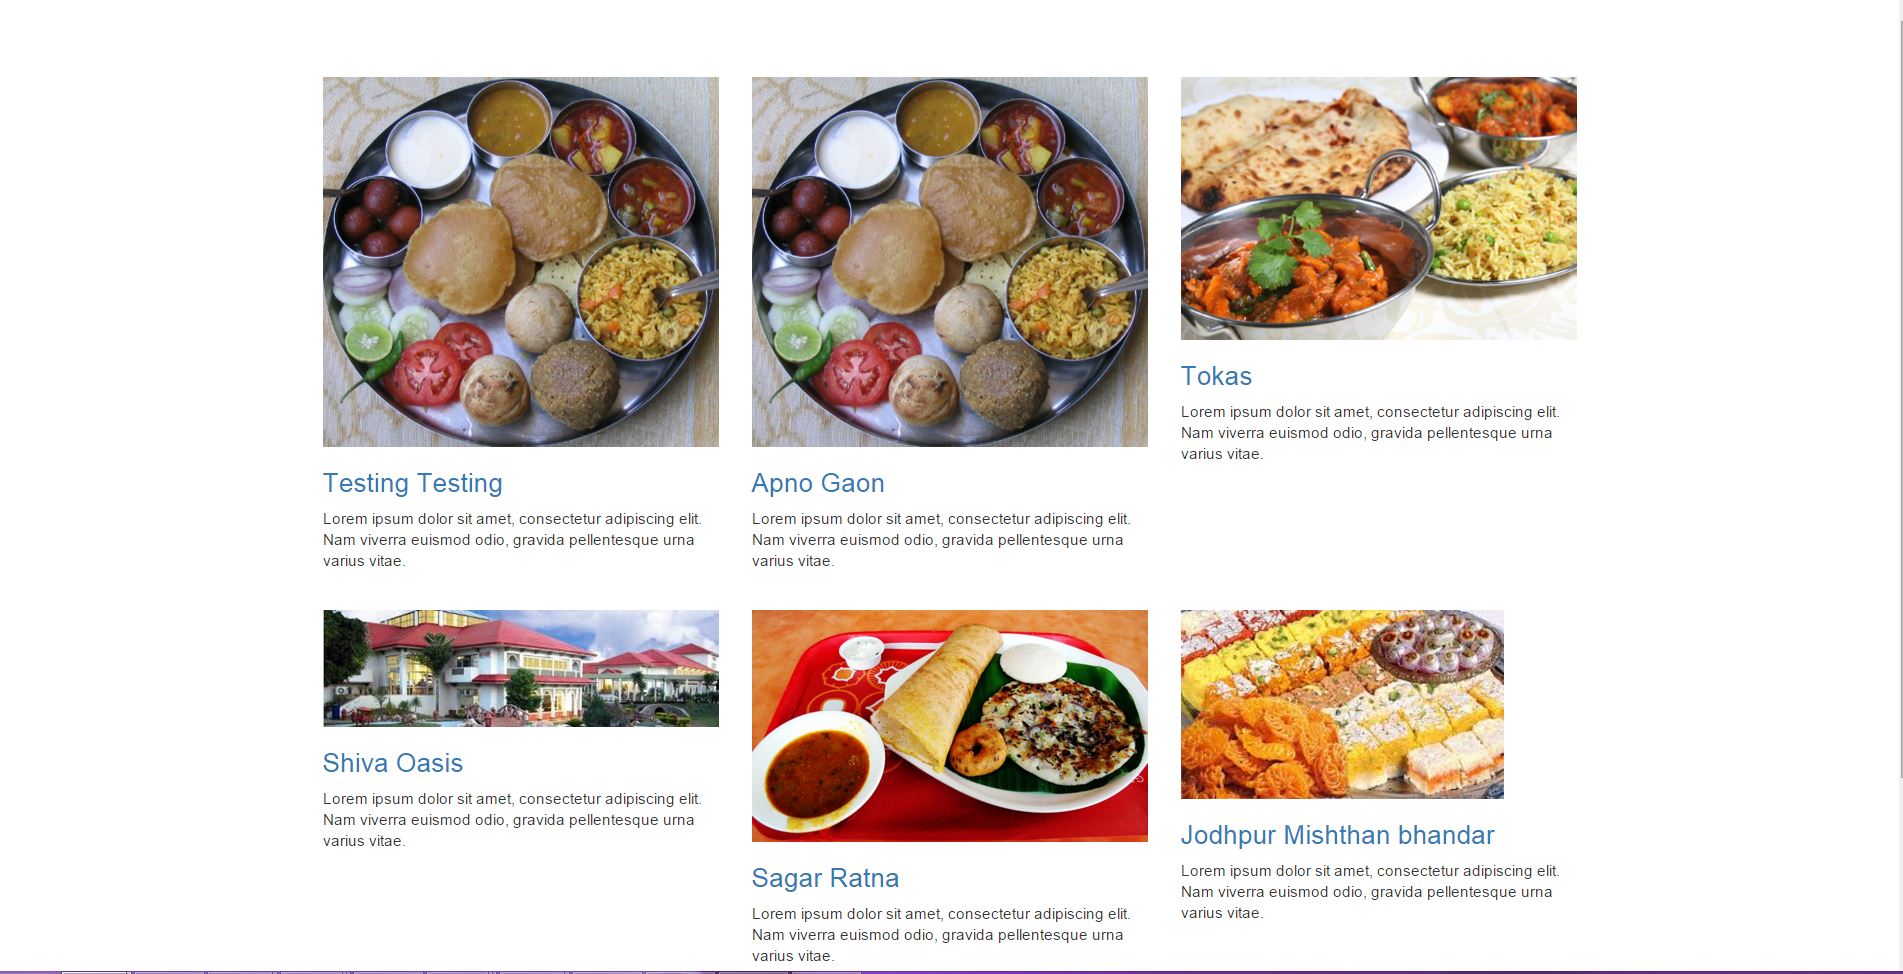 Testing Testing
Lorem ipsum dolor sit amet, consectetur adipiscing elit.
Nam viverra euismod odio, gravida pellentesque urna
varius vitae.
Apno Gaon
Lorem ipsum dolor sit amet, consectetur adipiscing elit.
Nam viverra euismod odio, gravida pellentesque urna
varius vitae.
Tokas
Lorem ipsum dolor sit amet, consectetur adipiscing elit.
Nam viverra euismod odio, gravida pellentesque urna
varius vitae.
Shiva Oasis
Lorem ipsum dolor sit amet, consectetur adipiscing elit.
Nam viverra euismod odio, gravida pellentesque urna
varius vitae.
Sagar Ratna
Lorem ipsum dolor sit amet, consectetur adipiscing elit.
Nam viverra euismod odio, gravida pellentesque urna
varius vitae.
Jodhpur Mishthan bhandar
Lorem ipsum dolor sit amet, consectetur adipiscing elit.
Nam viverra euismod odio, gravida pellentesque urna
varius vitae.